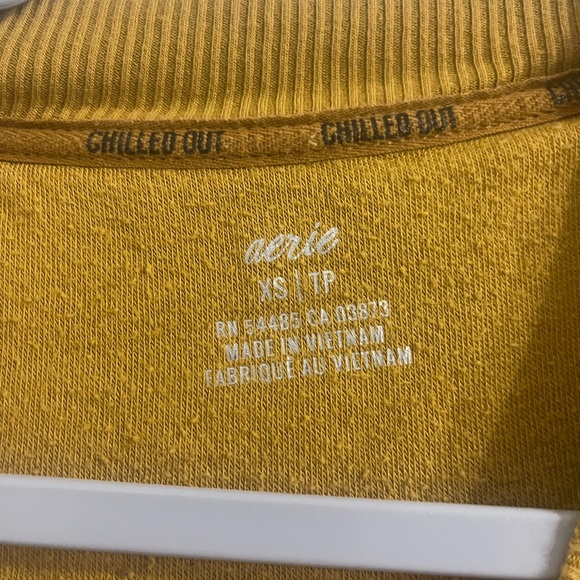 CHILLED OUT CHILLED OUT
aerie
XS | TP
RN 54485 CA 03873
MADE IN VIETNAM
FABRIQUÉ AU VIETNAM